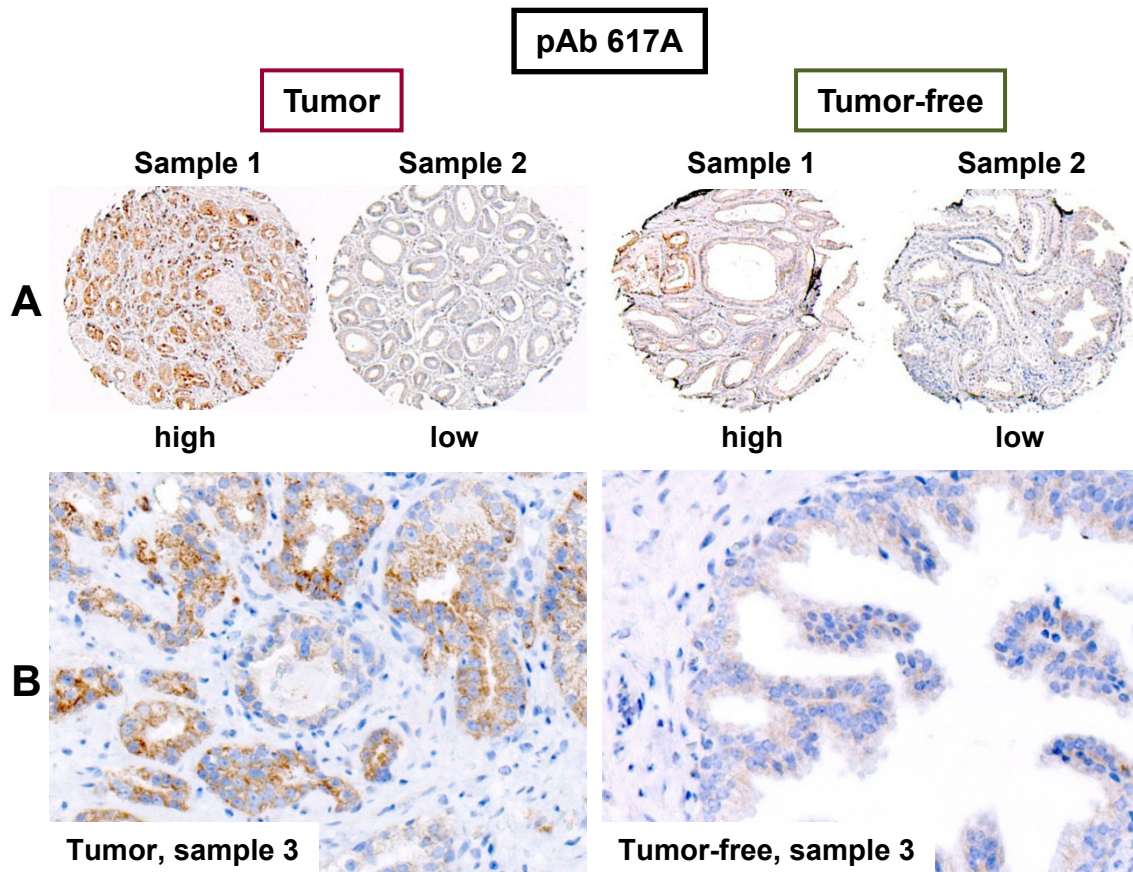 pAb 617A
Tumor
Tumor-free
Sample 1
Sample 2
Sample 1
Sample 2
A
high
low
high
low
B
Tumor, sample 3
Tumor-free, sample 3